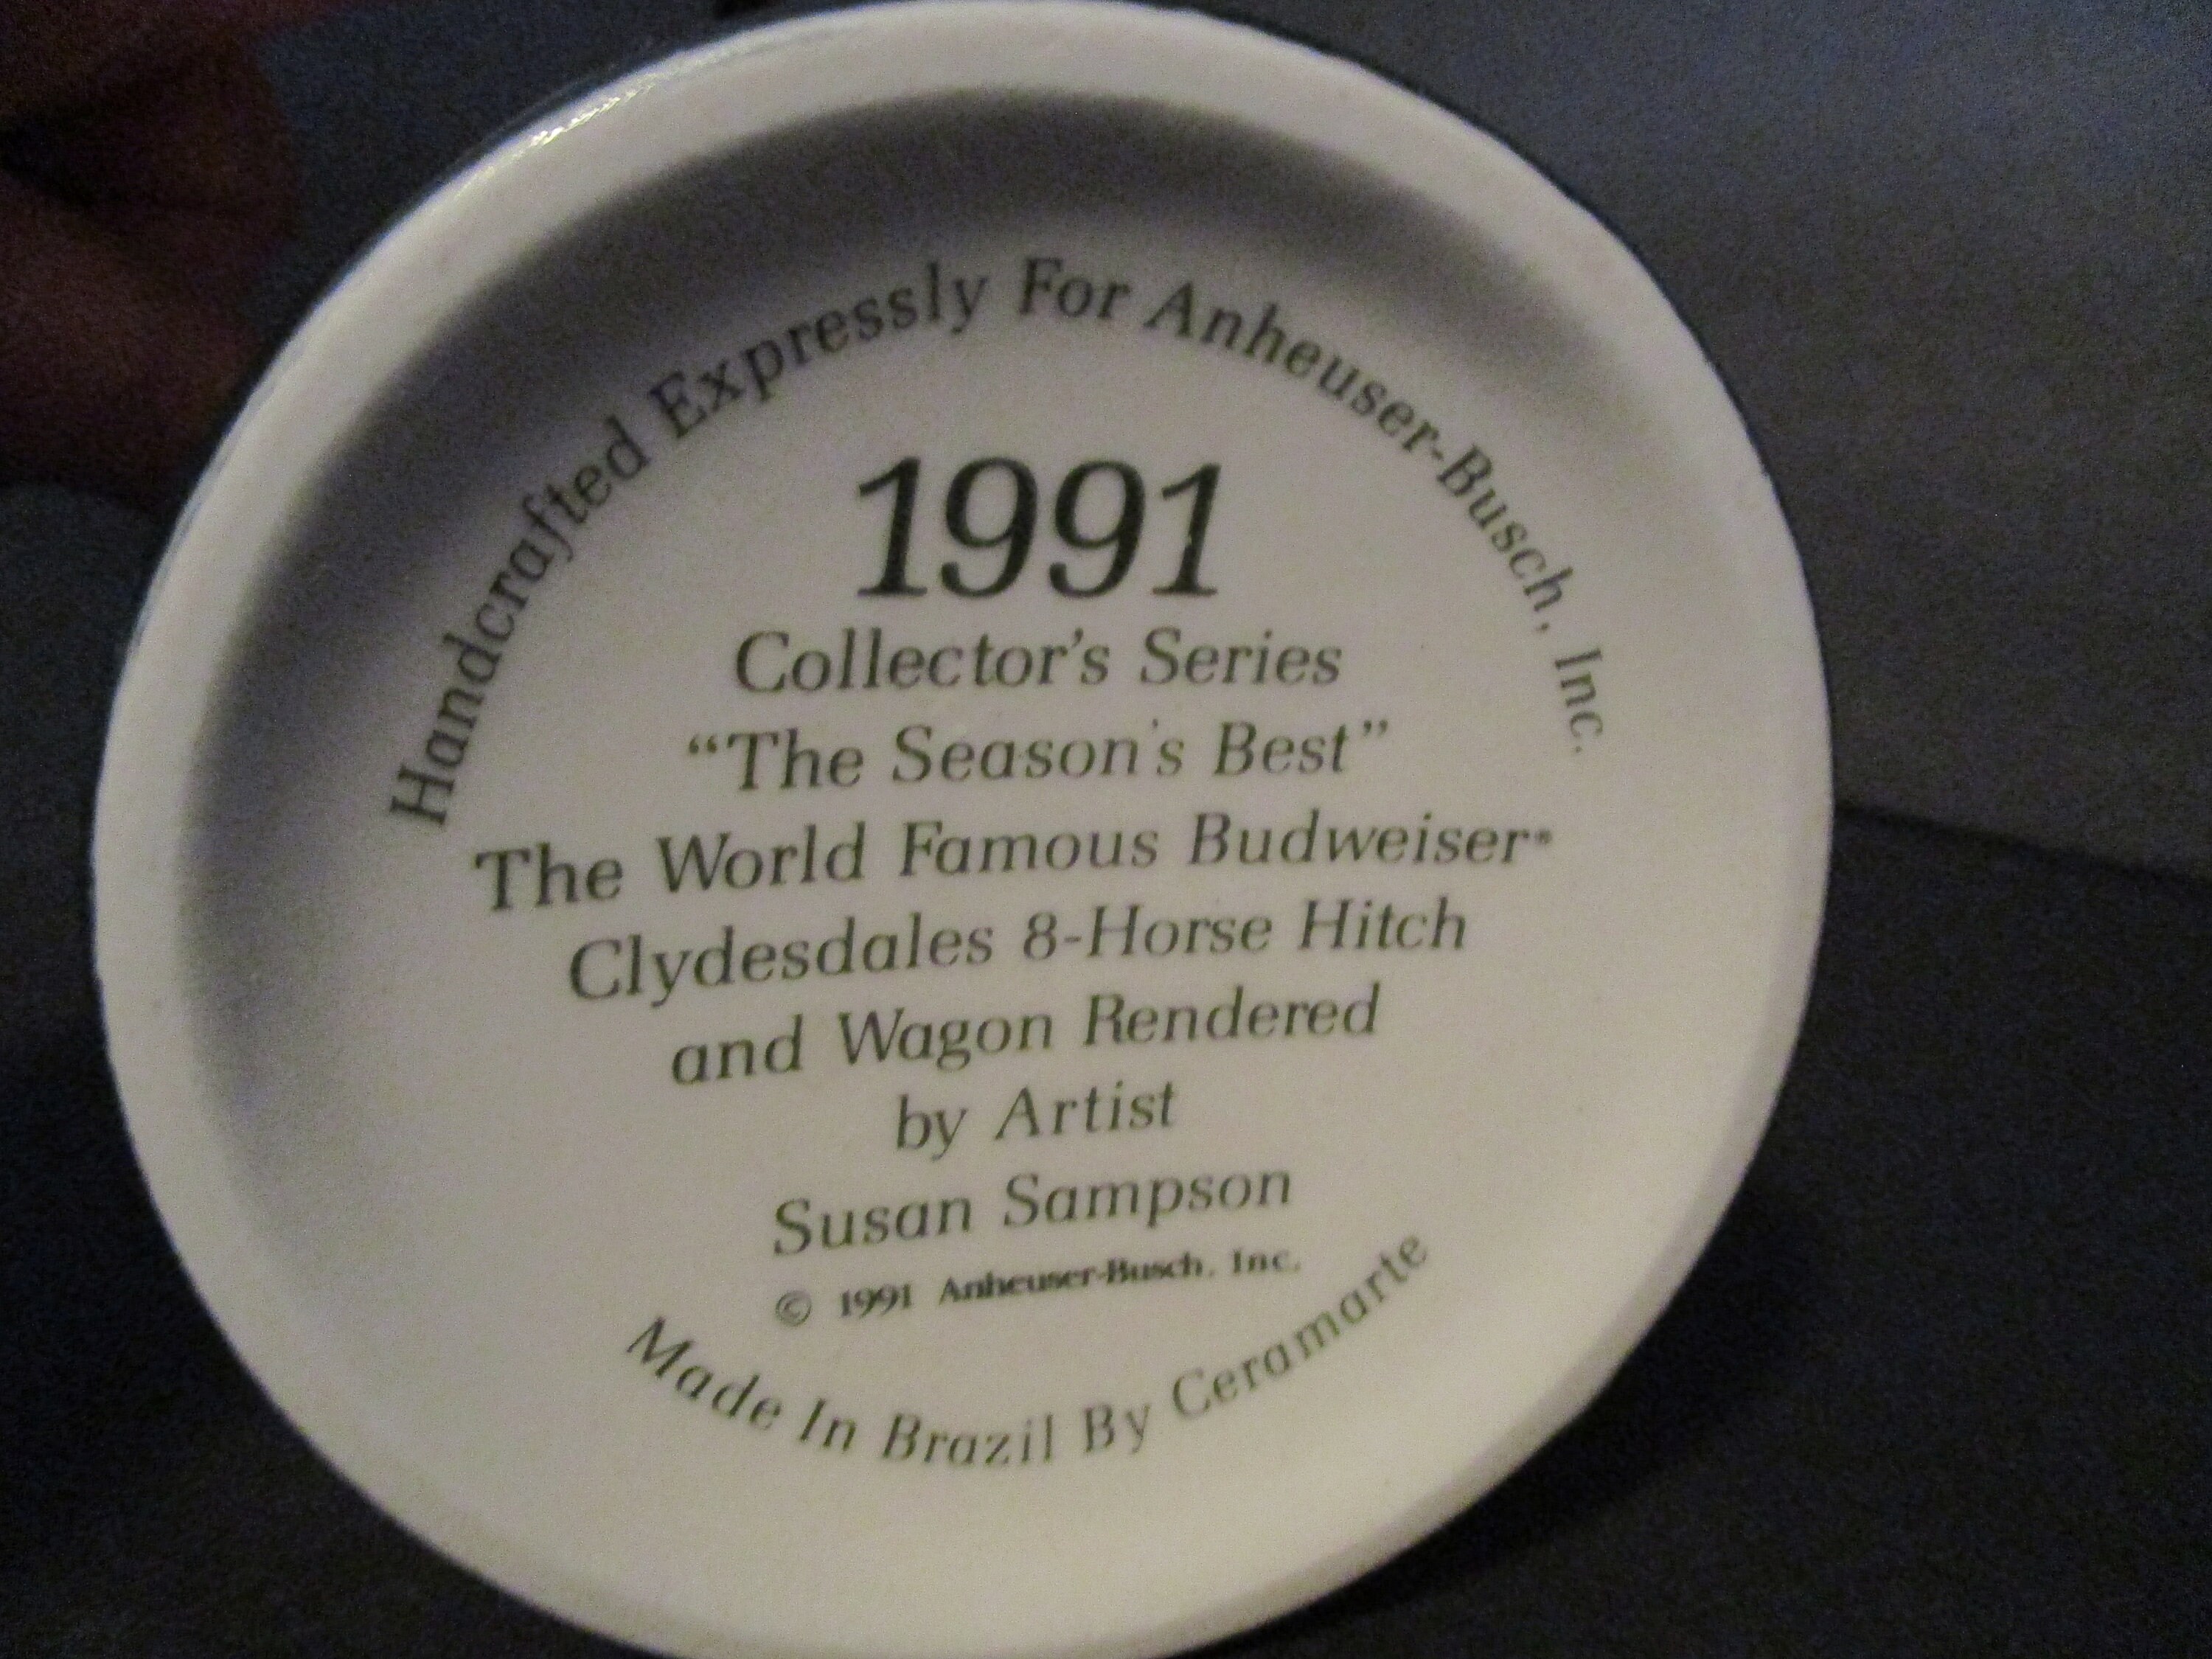 Handcrafted Expressly For Anheuser-Busch, Inc.
1991
Collector's Series
“The Season's Best”
The World Famous Budweiser®
Clydesdales 8-Horse Hitch
and Wagon Rendered
by Artist
Susan Sampson
© 1991 Anheuser-Busch, Inc.
Made In Brazil By Ceramarte